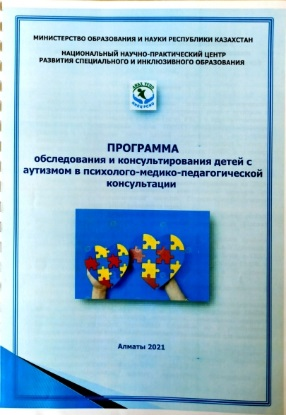 МИНИСТЕРСТВО ОБРАЗОВАНИЯ И НАУКИ РЕСПУБЛИКИ КАЗАХСТАН
НАЦИОНАЛЬНЫЙ НАУЧНО-ПРАКТИЧЕСКИЙ ЦЕНТР
РАЗВИТИЯ СПЕЦИАЛЬНОГО И ИНКЛЮЗИВНОГО ОБРАЗОВАНИЯ
ПРОГРАММА
обследования и консультирования детей с
аутизмом в психолого-медико-педагогической
консультации
Алматы 2021